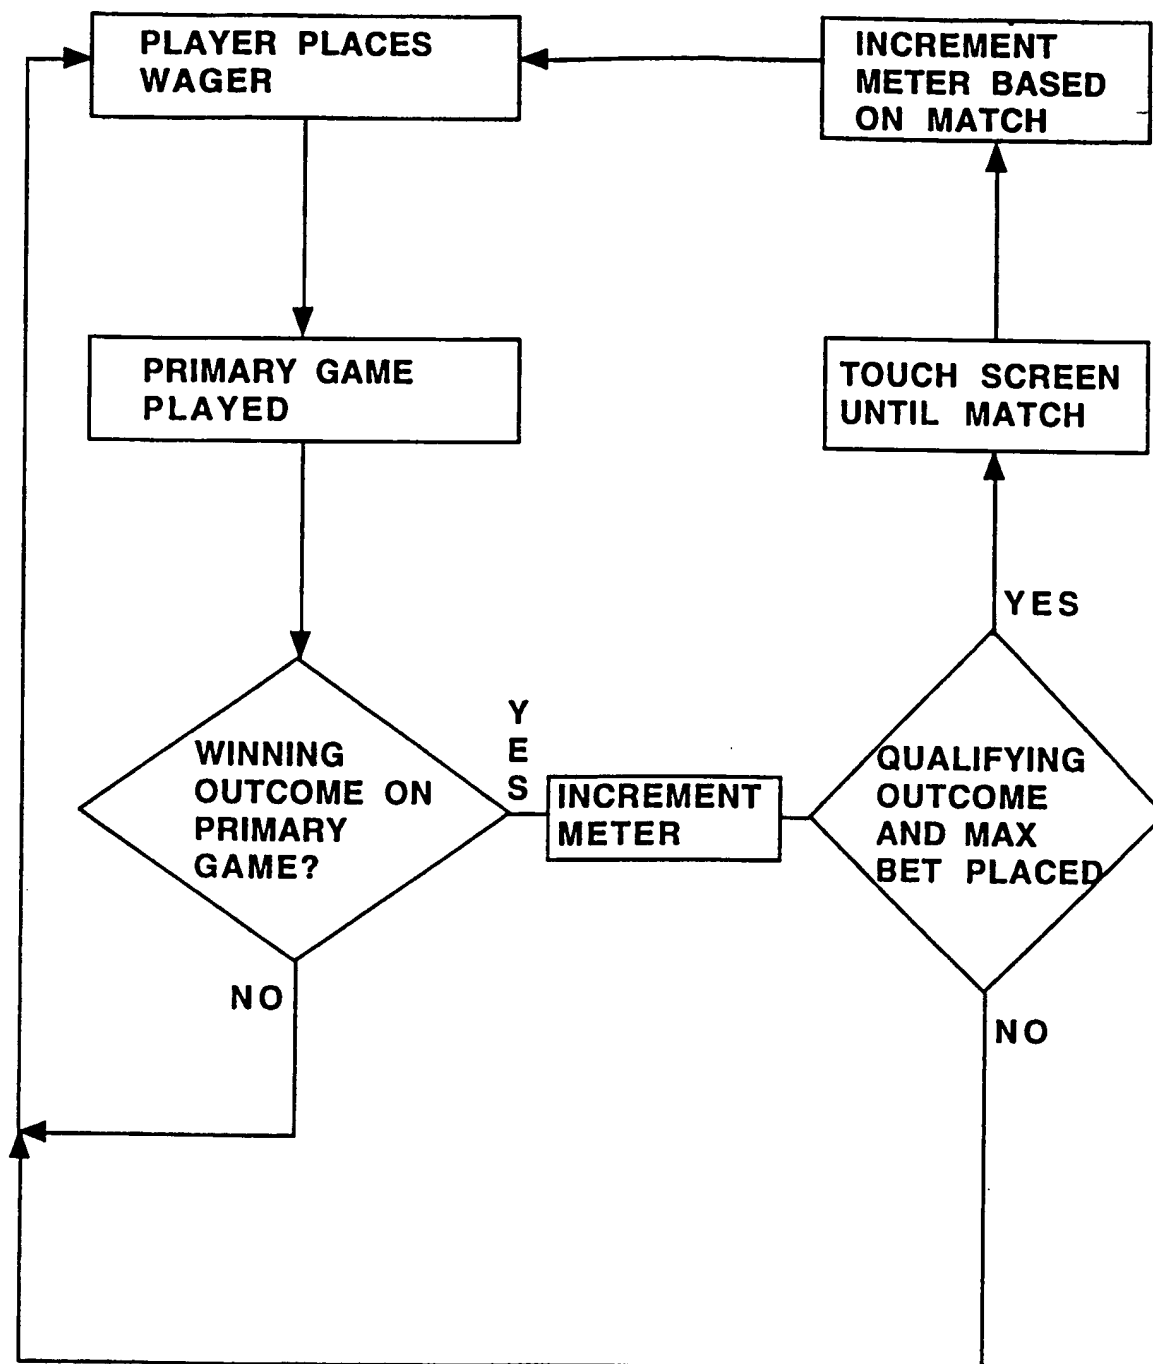 PLAYER PLACES
WAGER
PRIMARY GAME
PLAYED
WINNING
OUTCOME ON
PRIMARY
GAME?
NO
YES
INCREMENT
METER
QUALIFYING
OUTCOME
AND MAX
BET PLACED
NO
YES
TOUCH SCREEN
UNTIL MATCH
INCREMENT
METER BASED
ON MATCH